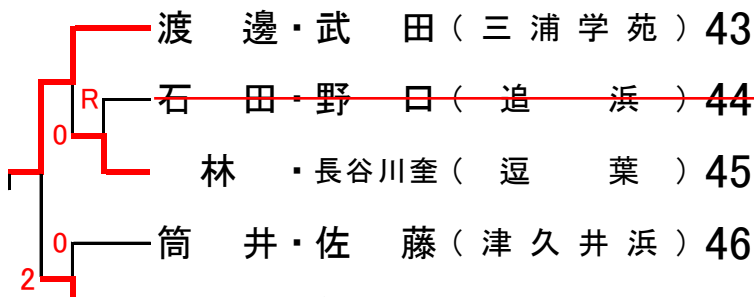 渡 邊・武 田 ( 三 浦 学 苑 ) 43
R 石 田・野 口 ( 追 浜 ) 44
0
林 ・長谷川奎 ( 逗 葉 ) 45
0 筒 井・佐 藤 ( 津 久 井 浜 ) 46
2